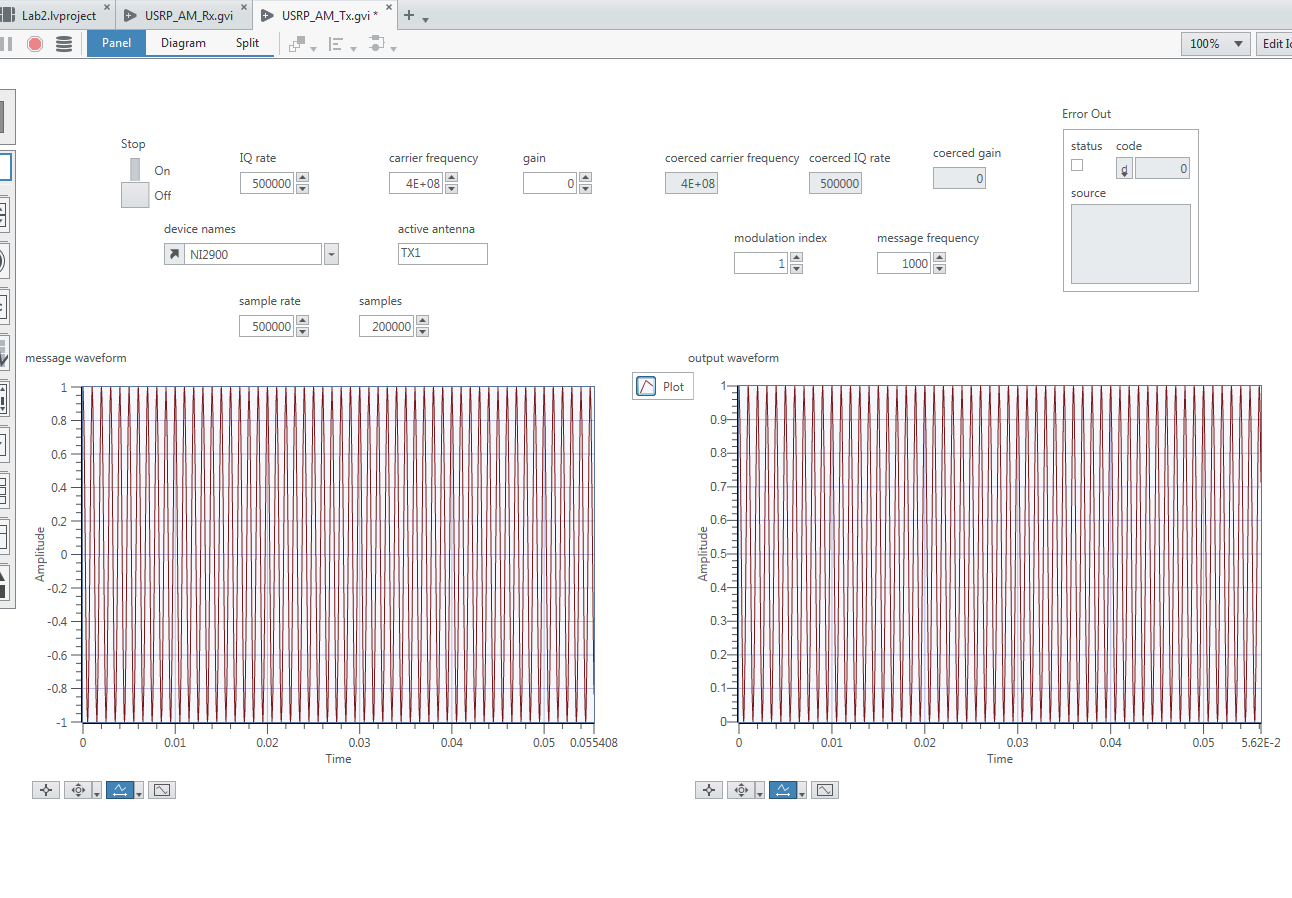 Lab2.lvproject × USRP_AM_Rx.gvi × USRP_AM_Tx.gvi * × +
Panel Diagram Split 100%
Error Out
Stop
On
Off
IQ rate
500000
carrier frequency
4E+08
gain
0
coerced carrier frequency
4E+08
coerced IQ rate
500000
coerced gain
0
status code
d 0
source
device names
NI2900
active antenna
TX1
modulation index
1
message frequency
1000
sample rate
500000
samples
200000
message waveform
1
0.8
0.6
0.4
0.2
0
-0.2
-0.4
-0.6
-0.8
-1
Amplitude
0 0.01 0.02 0.03 0.04 0.05 0.055408
Time
output waveform
Plot
1
0.9
0.8
0.7
0.6
0.5
0.4
0.3
0.2
0.1
0
Amplitude
0 0.01 0.02 0.03 0.04 0.05 5.62E-2
Time